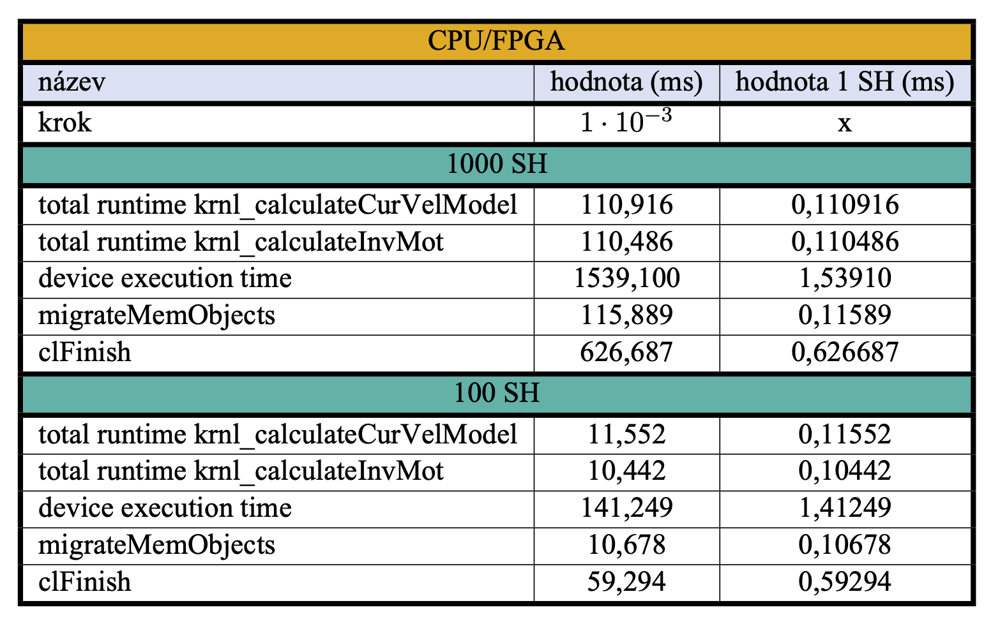 CPU/FPGA
název hodnota (ms) hodnota 1 SH (ms)
krok 1 · 10⁻³ x
1000 SH
total runtime krnl_calculateCurVelModel 110,916 0,110916
total runtime krnl_calculateInvMot 110,486 0,110486
device execution time 1539,100 1,53910
migrateMemObjects 115,889 0,11589
clFinish 626,687 0,626687
100 SH
total runtime krnl_calculateCurVelModel 11,552 0,11552
total runtime krnl_calculateInvMot 10,442 0,10442
device execution time 141,249 1,41249
migrateMemObjects 10,678 0,10678
clFinish 59,294 0,59294